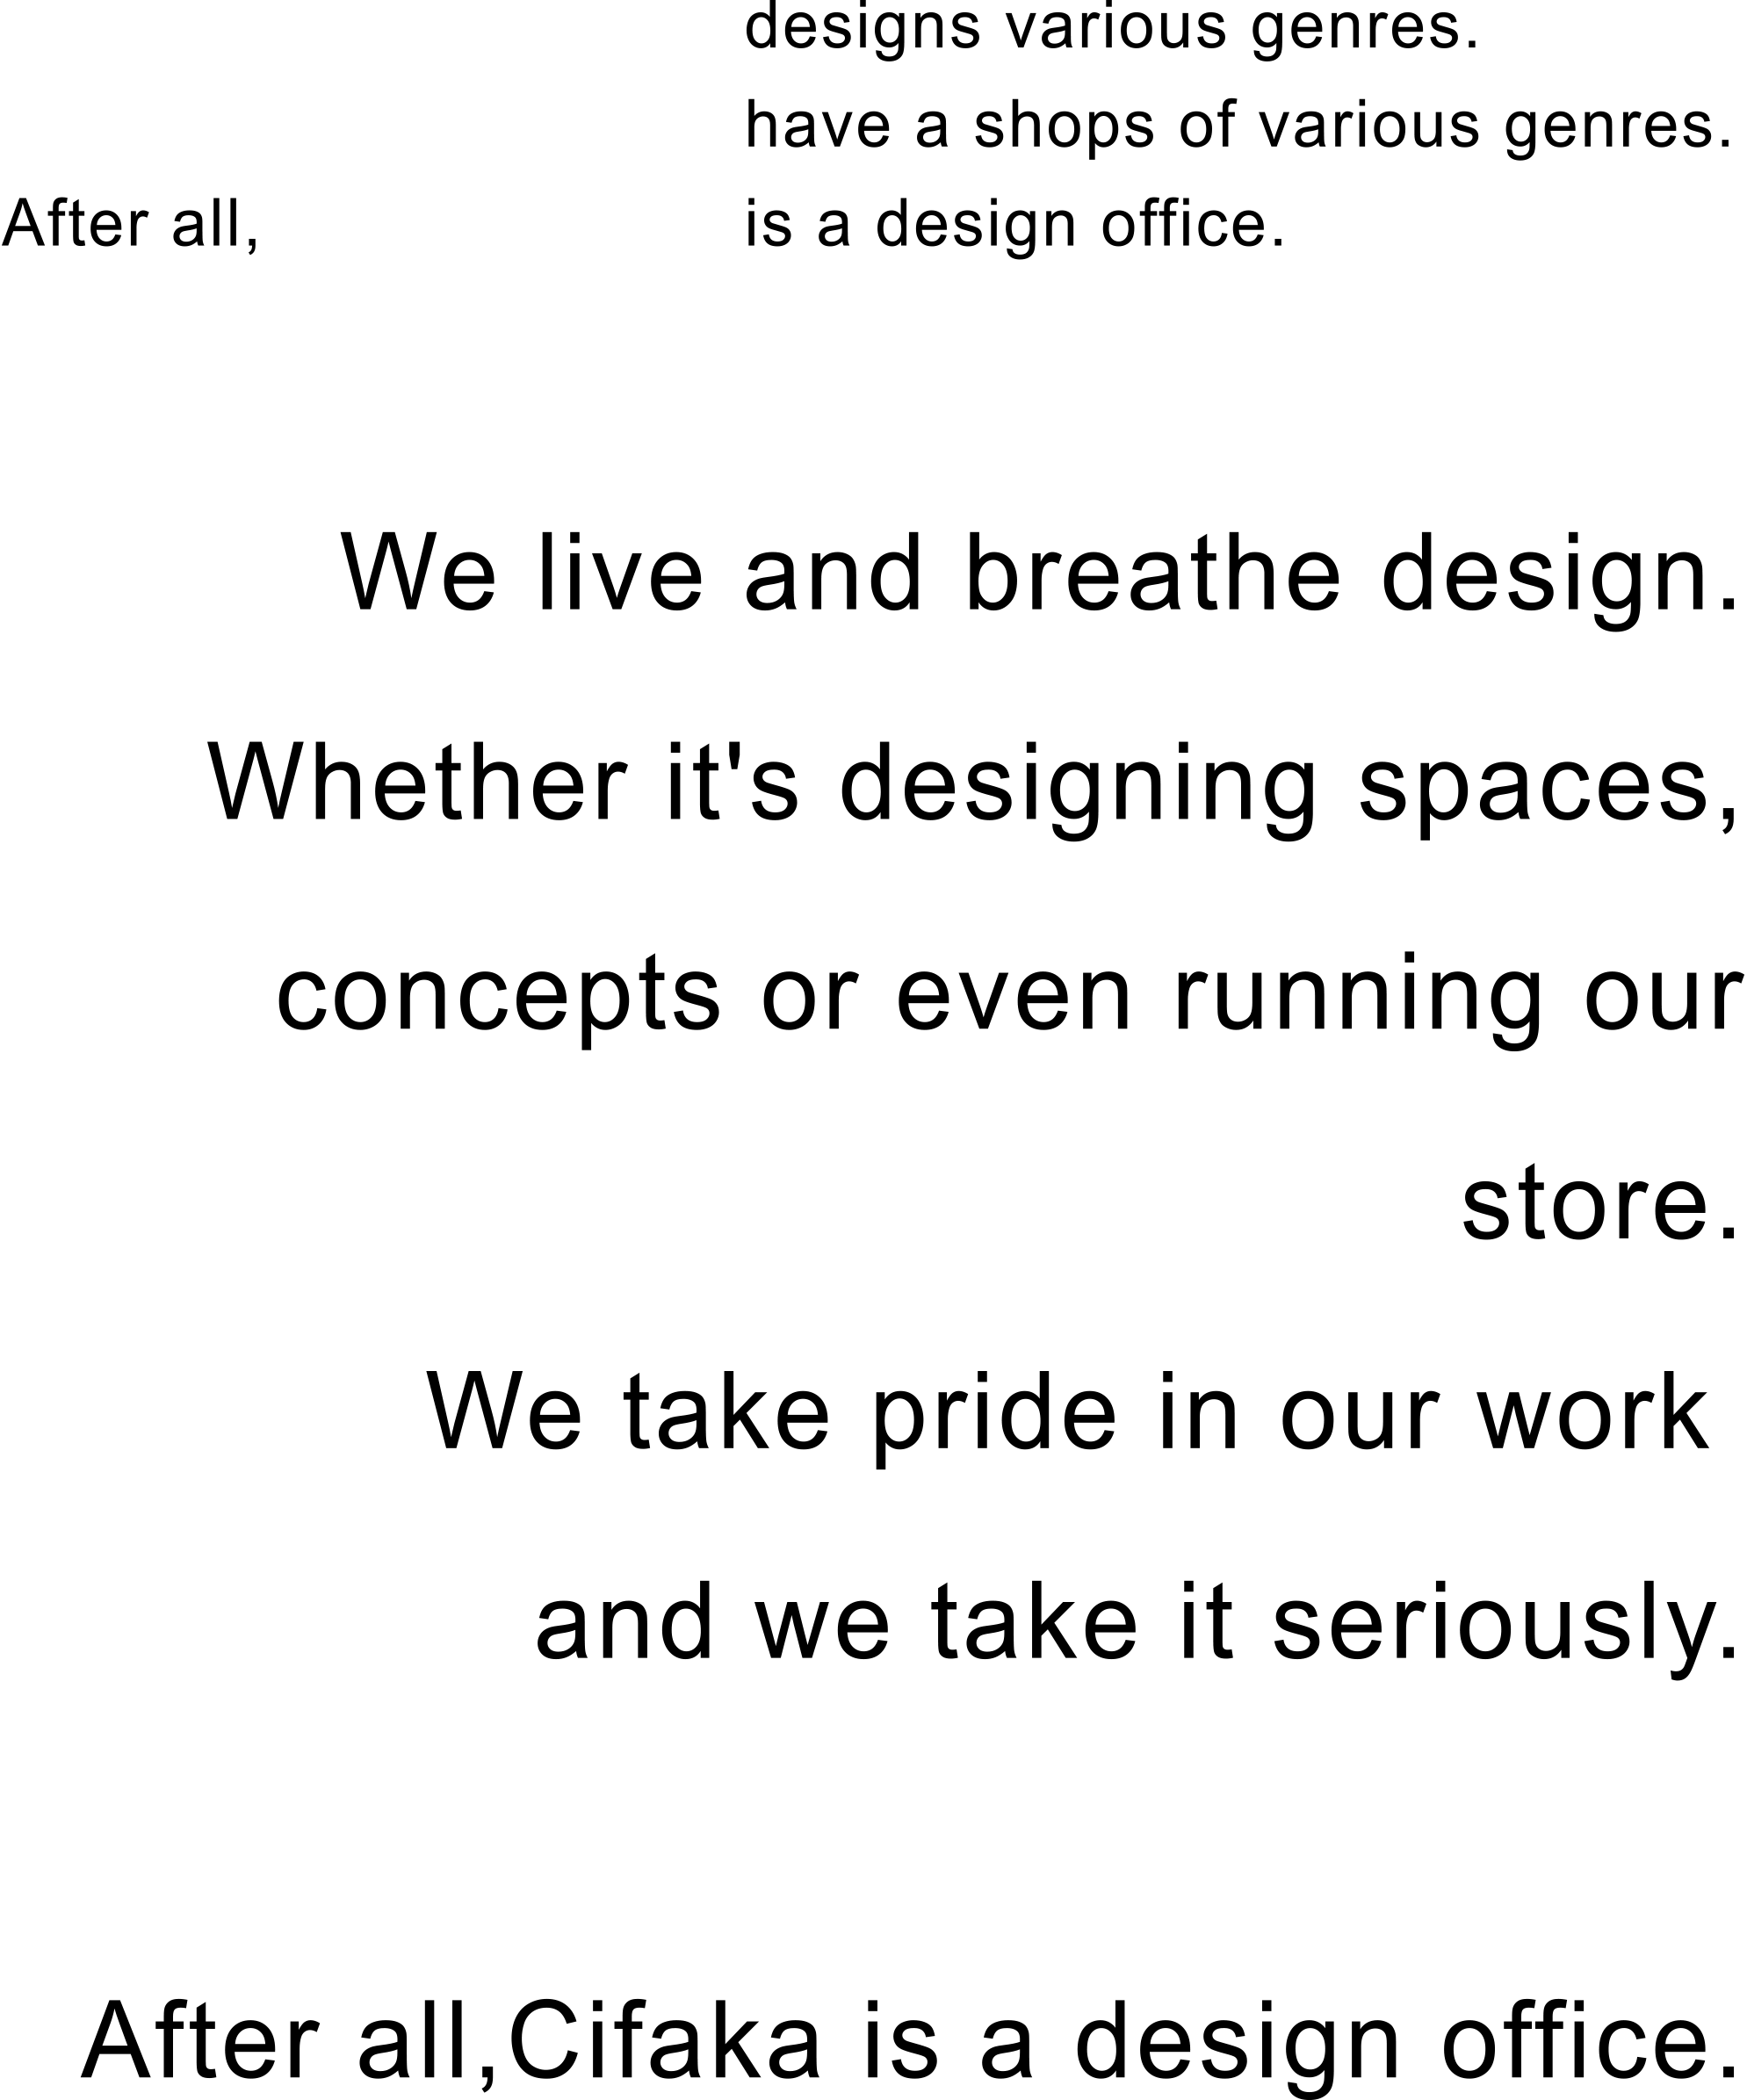 designs various genres.
have a shops of various genres.
After all, is a design office.
We live and breathe design.
Whether it's designing spaces,
concepts or even running our
store.
We take pride in our work
and we take it seriously.
After all,Cifaka is a design office.